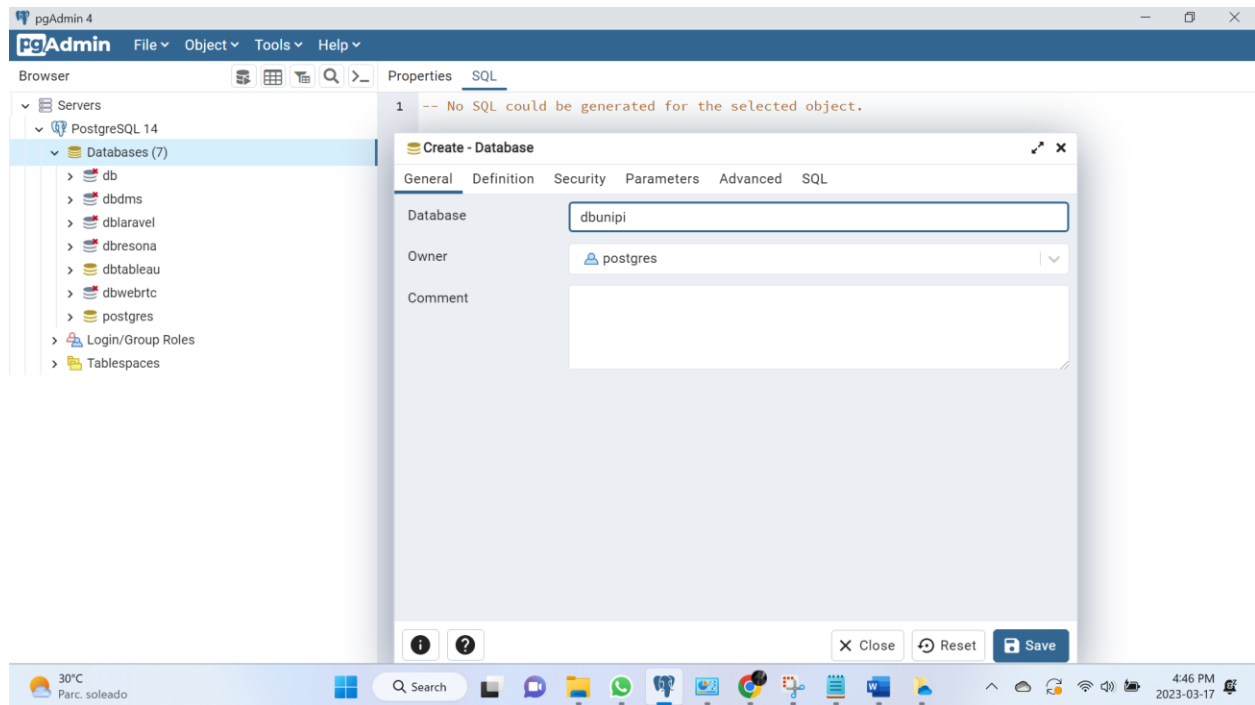 pgAdmin 4
pgAdmin File Object Tools Help
Browser
Properties SQL
Servers
PostgreSQL 14
Databases (7)
db
dbdms
dblaravel
dbresona
dbtableau
dbwebrtc
postgres
Login/Group Roles
Tablespaces
1 -- No SQL could be generated for the selected object.
Create - Database
General Definition Security Parameters Advanced SQL
Database dbunipi
Owner postgres
Comment
Close Reset Save
30°C
Parc. soleado
Search
4:46 PM
2023-03-17